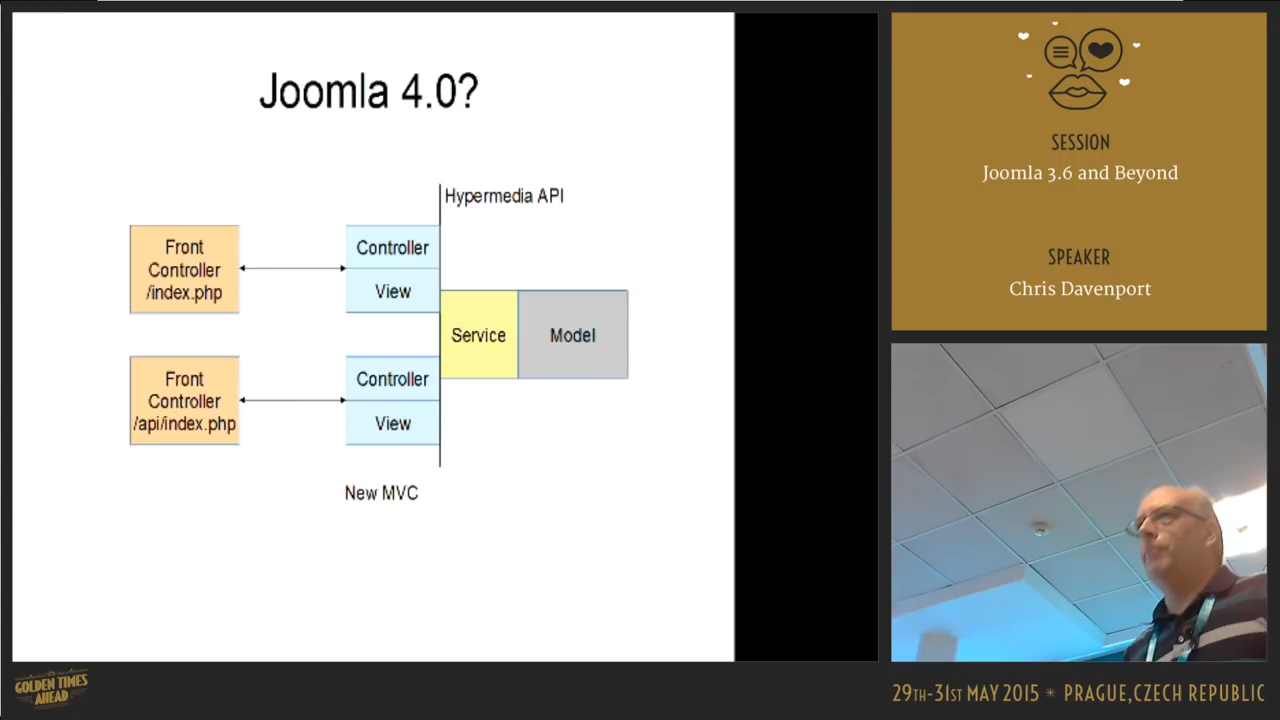 Joomla 4.0?
Hypermedia API
Front
Controller
/index.php
Controller
View
Service
Model
Front
Controller
/api/index.php
Controller
View
New MVC
SESSION
Joomla 3.6 and Beyond
SPEAKER
Chris Davenport
GOLDEN TIMES
AHEAD
29TH-31ST MAY 2015 * PRAGUE, CZECH REPUBLIC